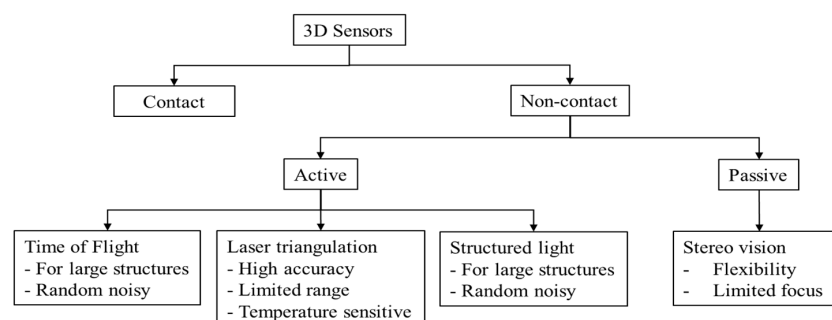 3D Sensors
Contact
Non-contact
Active
Passive
Time of Flight
- For large structures
- Random noisy
Laser triangulation
- High accuracy
- Limited range
- Temperature sensitive
Structured light
- For large structures
- Random noisy
Stereo vision
- Flexibility
- Limited focus